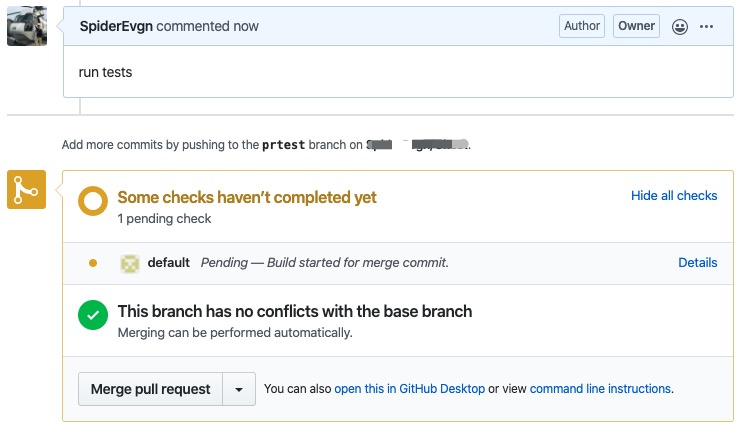 SpiderEvgn commented now
Author
Owner
run tests
Add more commits by pushing to the prtest branch on
Some checks haven’t completed yet
Hide all checks
1 pending check
default Pending — Build started for merge commit.
Details
This branch has no conflicts with the base branch
Merging can be performed automatically.
Merge pull request
You can also open this in GitHub Desktop or view command line instructions.